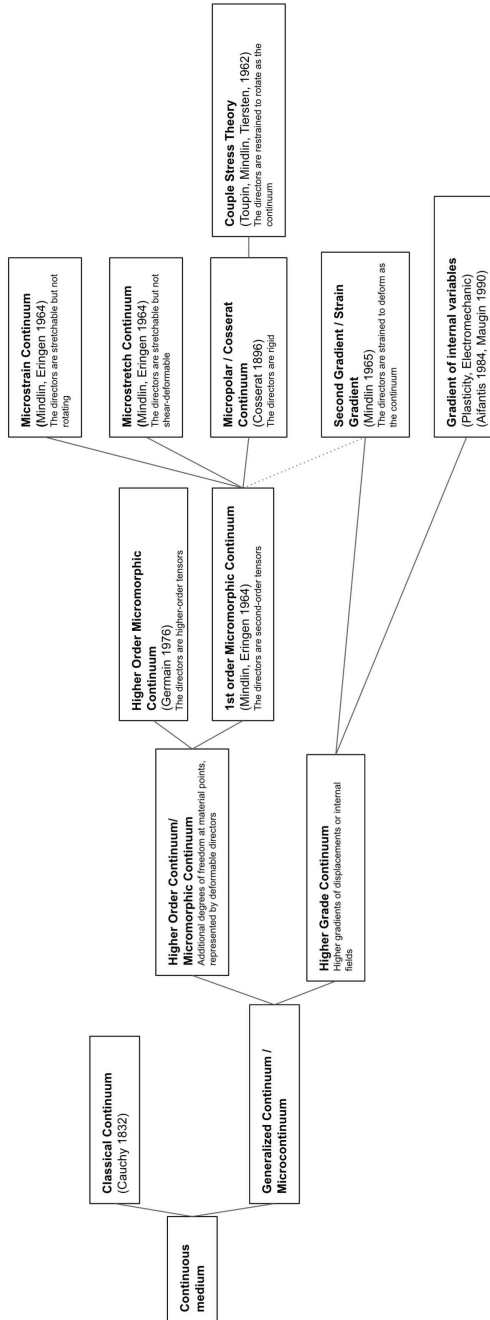 Continuous
medium
Classical Continuum
(Cauchy 1832)
Generalized Continuum /
Microcontinuum
Higher Order Continuum/
Micromorphic Continuum
Additional degrees of freedom at material points,
represented by deformable directors
Higher Grade Continuum
Higher gradients of displacements or internal
fields
Higher Order Micromorphic
Continuum
(Germain 1976)
The directors are higher-order tensors
1st order Micromorphic Continuum
(Mindlin, Eringen 1964)
The directors are second-order tensors
Microstrain Continuum
(Mindlin, Eringen 1964)
The directors are stretchable but not
rotating
Microstretch Continuum
(Mindlin, Eringen 1964)
The directors are stretchable but not
shear-deformable
Micropolar / Cosserat
Continuum
(Cosserat 1896)
The directors are rigid
Second Gradient / Strain
Gradient
(Mindlin 1965)
The directors are strained to deform as
the continuum
Gradient of internal variables
(Plasticity, Electromechanic)
(Aifantis 1984, Maugin 1990)
Couple Stress Theory
(Toupin, Mindlin, Tiersten, 1962)
The directors are restrained to rotate as the
continuum